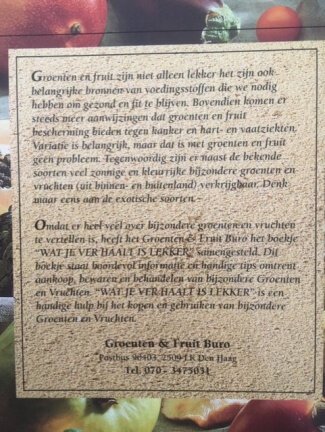 Groenten en fruit zijn niet alleen lekker het zijn ook
belangrijke bronnen van voedingsstoffen die we nodig
hebben om gezond en fit te blijven. Bovendien komen er
steeds meer aanwijzingen dat groenten en fruit
bescherming bieden tegen kanker en hart- en vaatziekten.
Variatie is belangrijk, maar dat is met groenten en fruit
geen probleem. Tegenwoordig zijn er naast de bekende
soorten veel zonnige en kleurrijke bijzondere groenten en
vruchten (uit binnen- en buitenland) verkrijgbaar. Denk
maar eens aan de exotische soorten.
Omdat er heel veel over bijzondere groenten en vruchten
te vertellen is, heeft het Groenten & Fruit Buro het boekje
"WAT JE VER HAALT IS LEKKER" samengesteld. Dit
boekje staat boordevol informatie en handige tips omtrent
aankoop, bewaren en behandelen van bijzondere Groenten
en Vruchten. "WAT JE VER HAALT IS LEKKER" is een
handige hulp bij het kopen en gebruiken van bijzondere
Groenten en Vruchten.
Groenten & Fruit Buro
Postbus 90403, 2509 LK Den Haag
Tel. 070 - 3475031